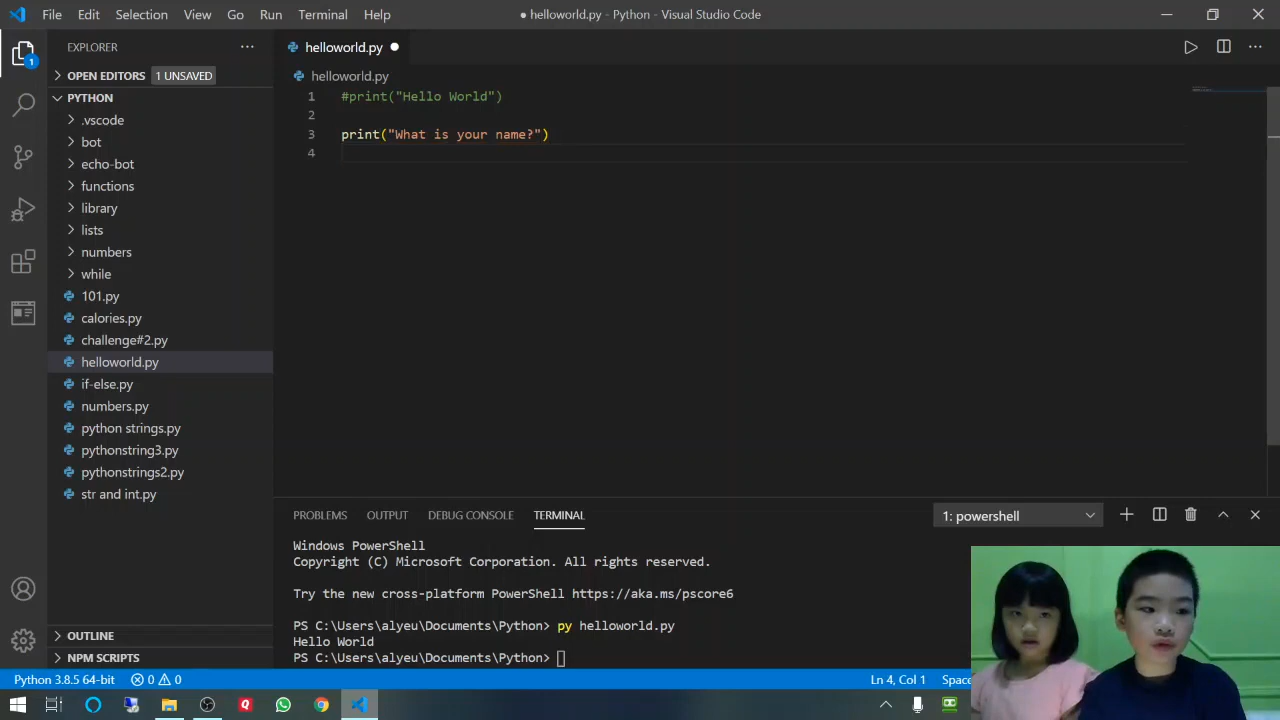 File Edit Selection View Go Run Terminal Help
● helloworld.py - Python - Visual Studio Code
EXPLORER
OPEN EDITORS 1 UNSAVED
PYTHON
.vscode
bot
echo-bot
functions
library
lists
numbers
while
101.py
calories.py
challenge#2.py
helloworld.py
if-else.py
numbers.py
python strings.py
pythonstring3.py
pythonstrings2.py
str and int.py
OUTLINE
NPM SCRIPTS
1
helloworld.py
helloworld.py
1 #print("Hello World")
2
3 print("What is your name?")
4
PROBLEMS OUTPUT DEBUG CONSOLE TERMINAL
1: powershell
Windows PowerShell
Copyright (C) Microsoft Corporation. All rights reserved.
Try the new cross-platform PowerShell https://aka.ms/pscore6
PS C:\Users\alyeu\Documents\Python> py helloworld.py
Hello World
PS C:\Users\alyeu\Documents\Python>
Python 3.8.5 64-bit 0 0 Ln 4, Col 1 Space